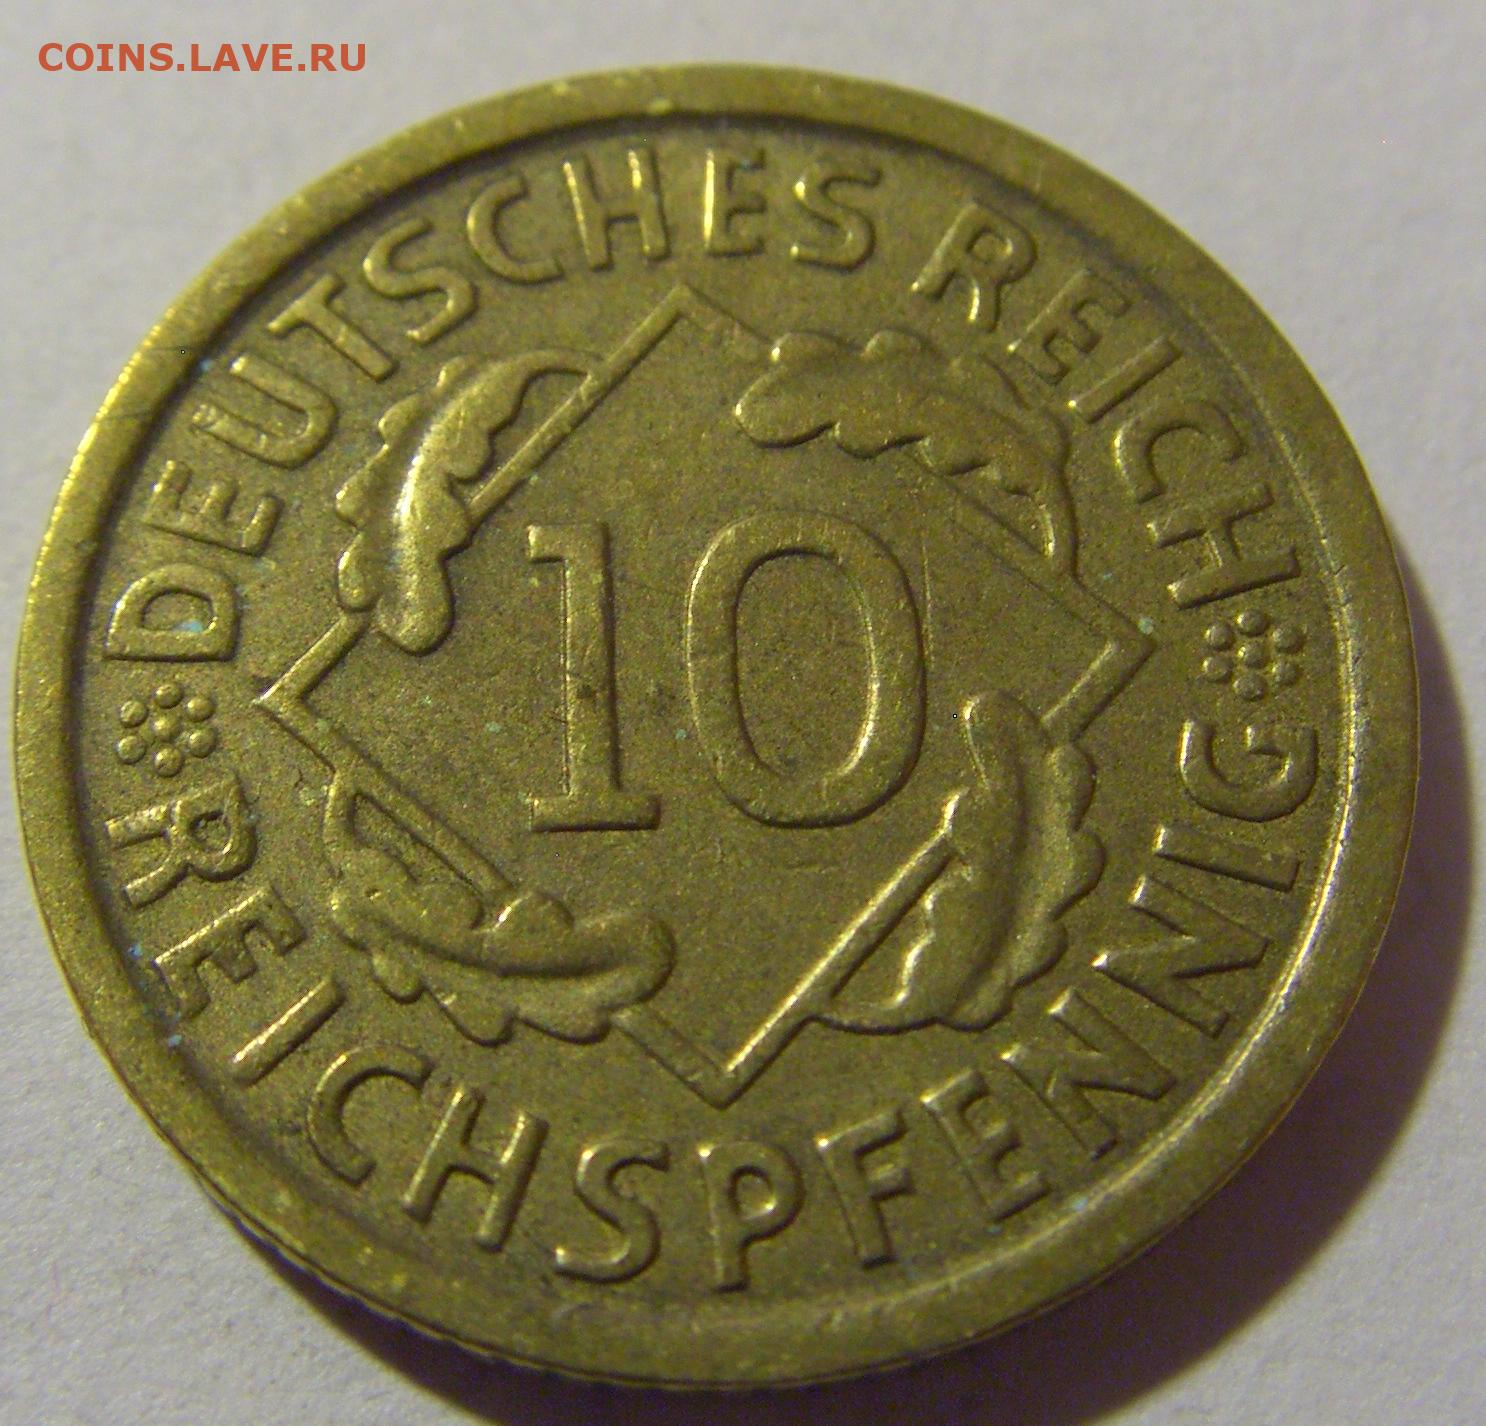 COINS.LAVE.RU
DEUTSCHES REICH
10
REICHSPFENNIG